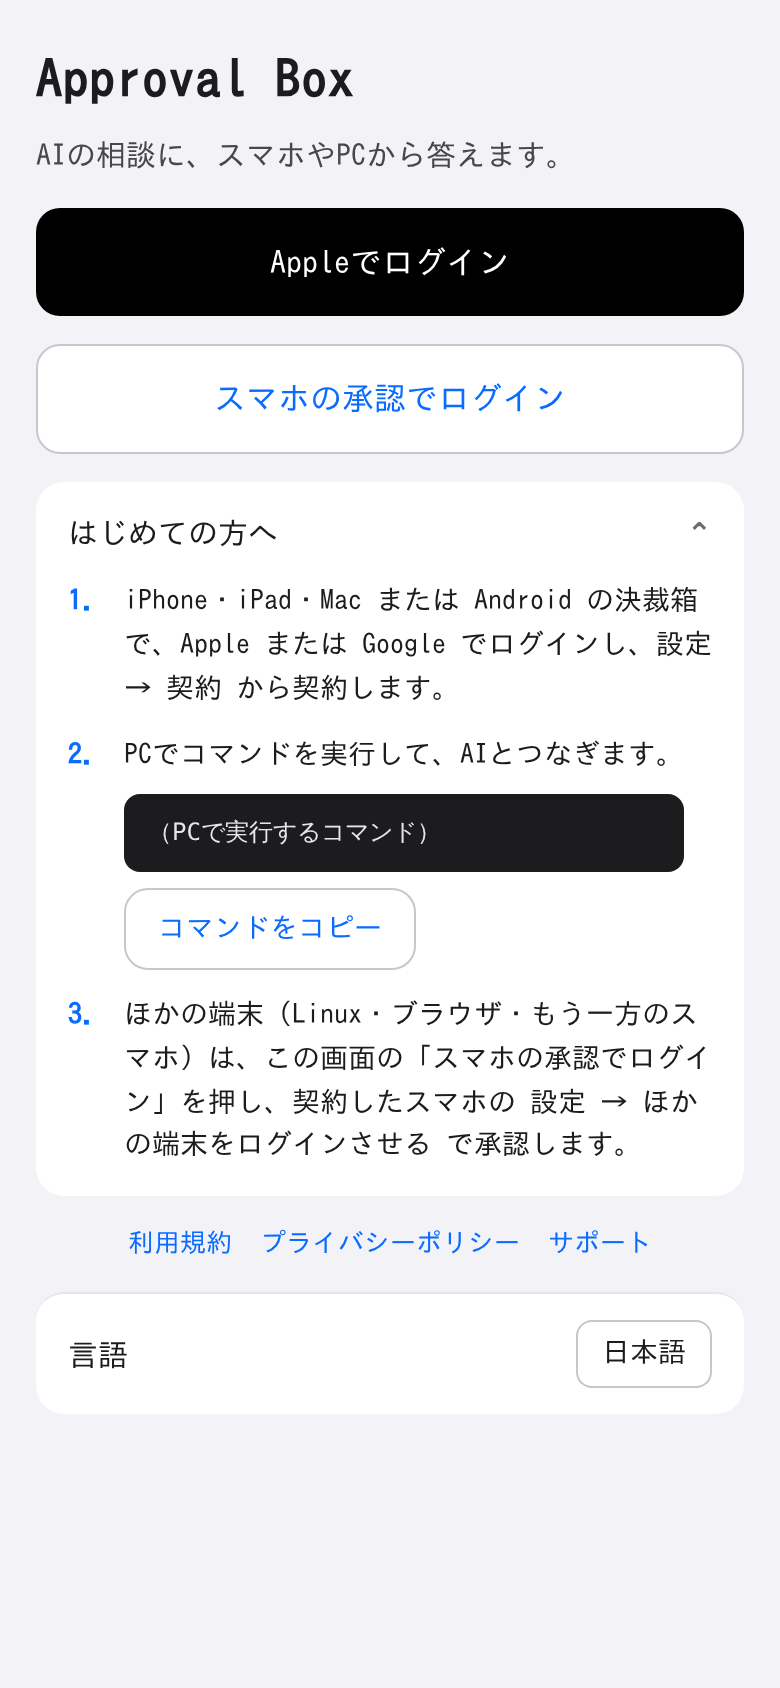 Approval Box
AIの相談に、スマホやPCから答えます。
Appleでログイン
スマホの承認でログイン
はじめての方へ
1. iPhone・iPad・Mac または Android の決裁箱
で、Apple または Google でログインし、設定
→ 契約 から契約します。
2. PCでコマンドを実行して、AIとつなぎます。
（PCで実行するコマンド）
コマンドをコピー
3. ほかの端末（Linux・ブラウザ・もう一方のス
マホ）は、この画面の「スマホの承認でログイ
ン」を押し、契約したスマホの 設定 → ほか
の端末をログインさせる で承認します。
利用規約 プライバシーポリシー サポート
言語 日本語